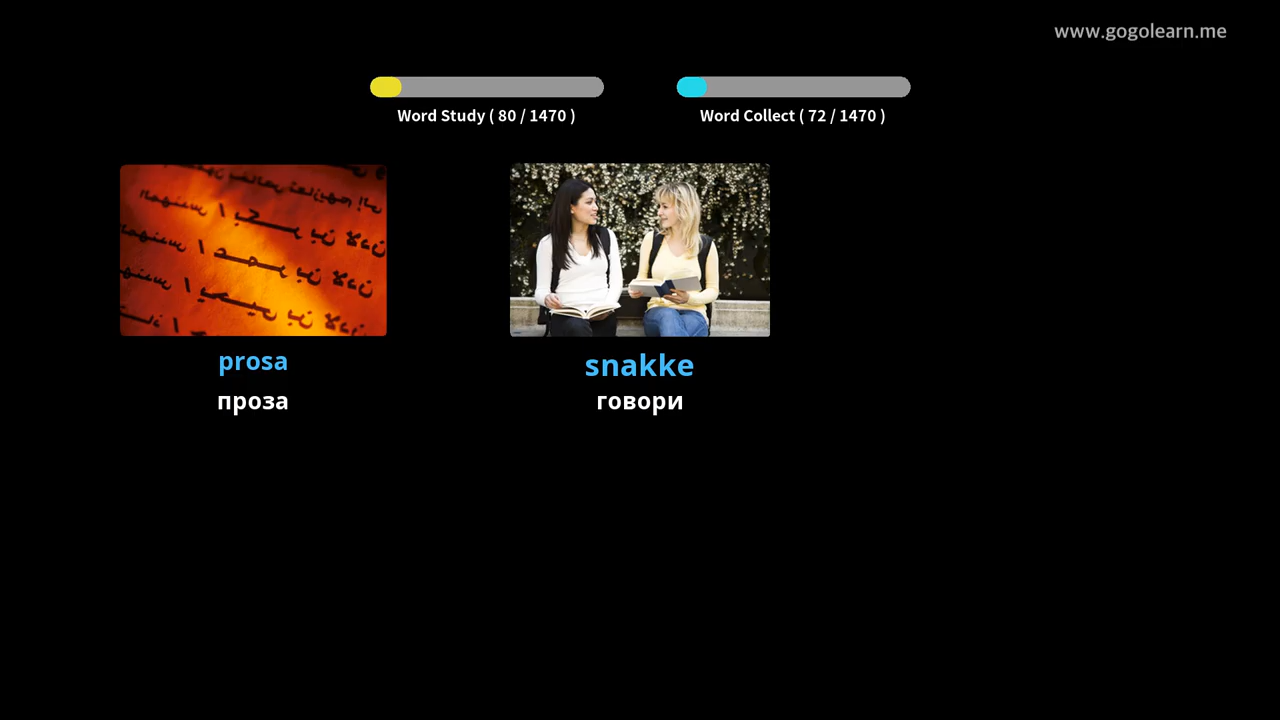 www.gogolearn.me
Word Study ( 80 / 1470 )
Word Collect ( 72 / 1470 )
prosa
проза
snakke
говори